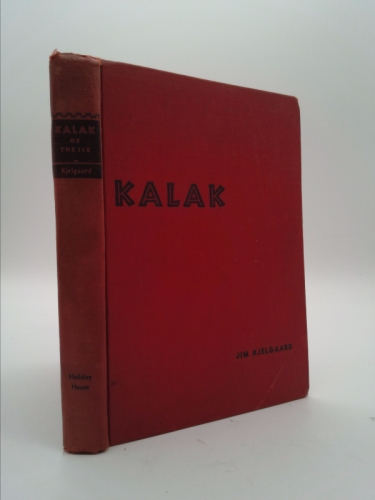 KALAK
OF
THE ICE
Kjelgaard
Holiday
House
KALAK
JIM KJELGAARD